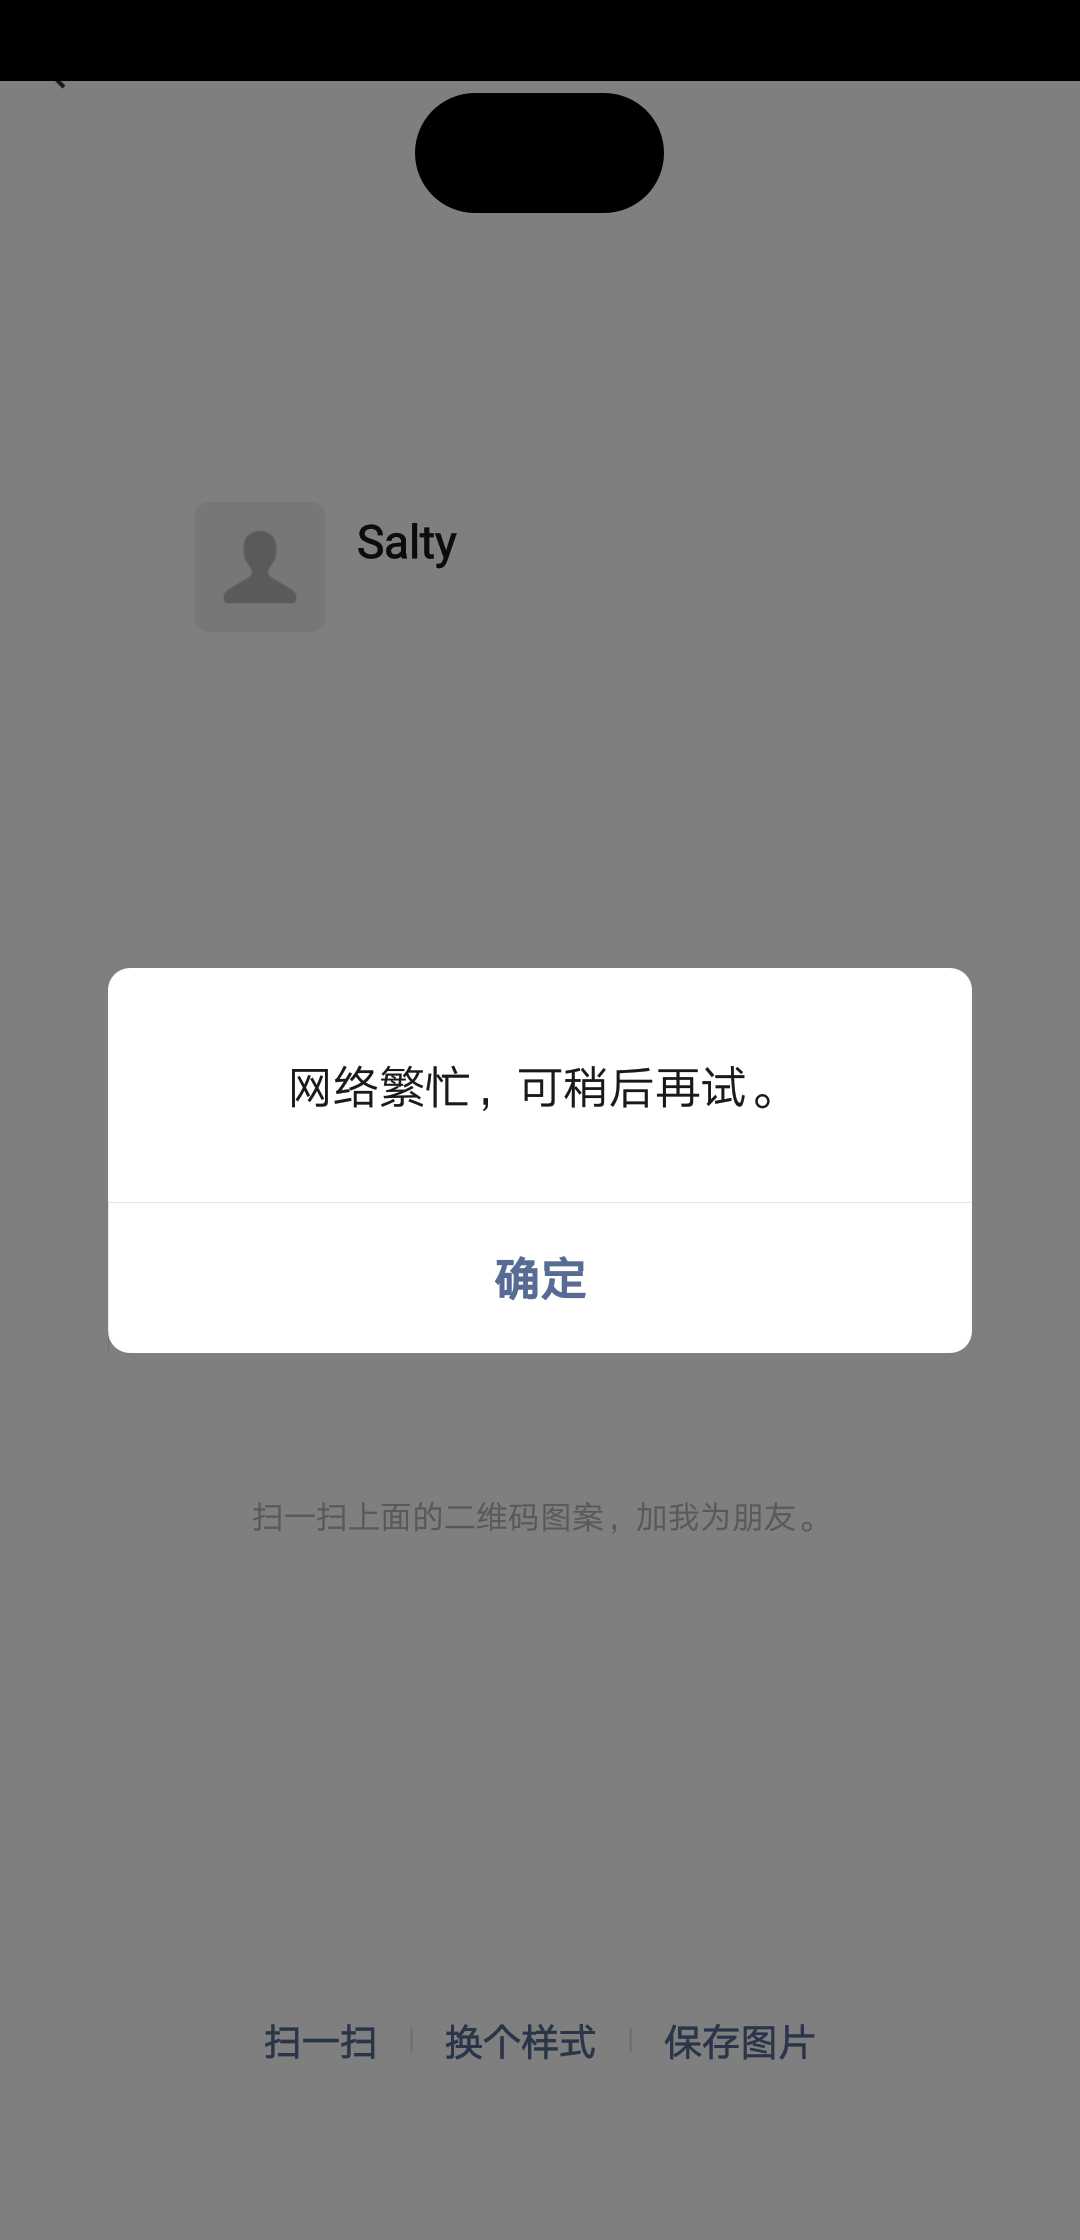 Salty
网络繁忙，可稍后再试。
确定
扫一扫上面的二维码图案，加我为朋友。
扫一扫
换个样式
保存图片